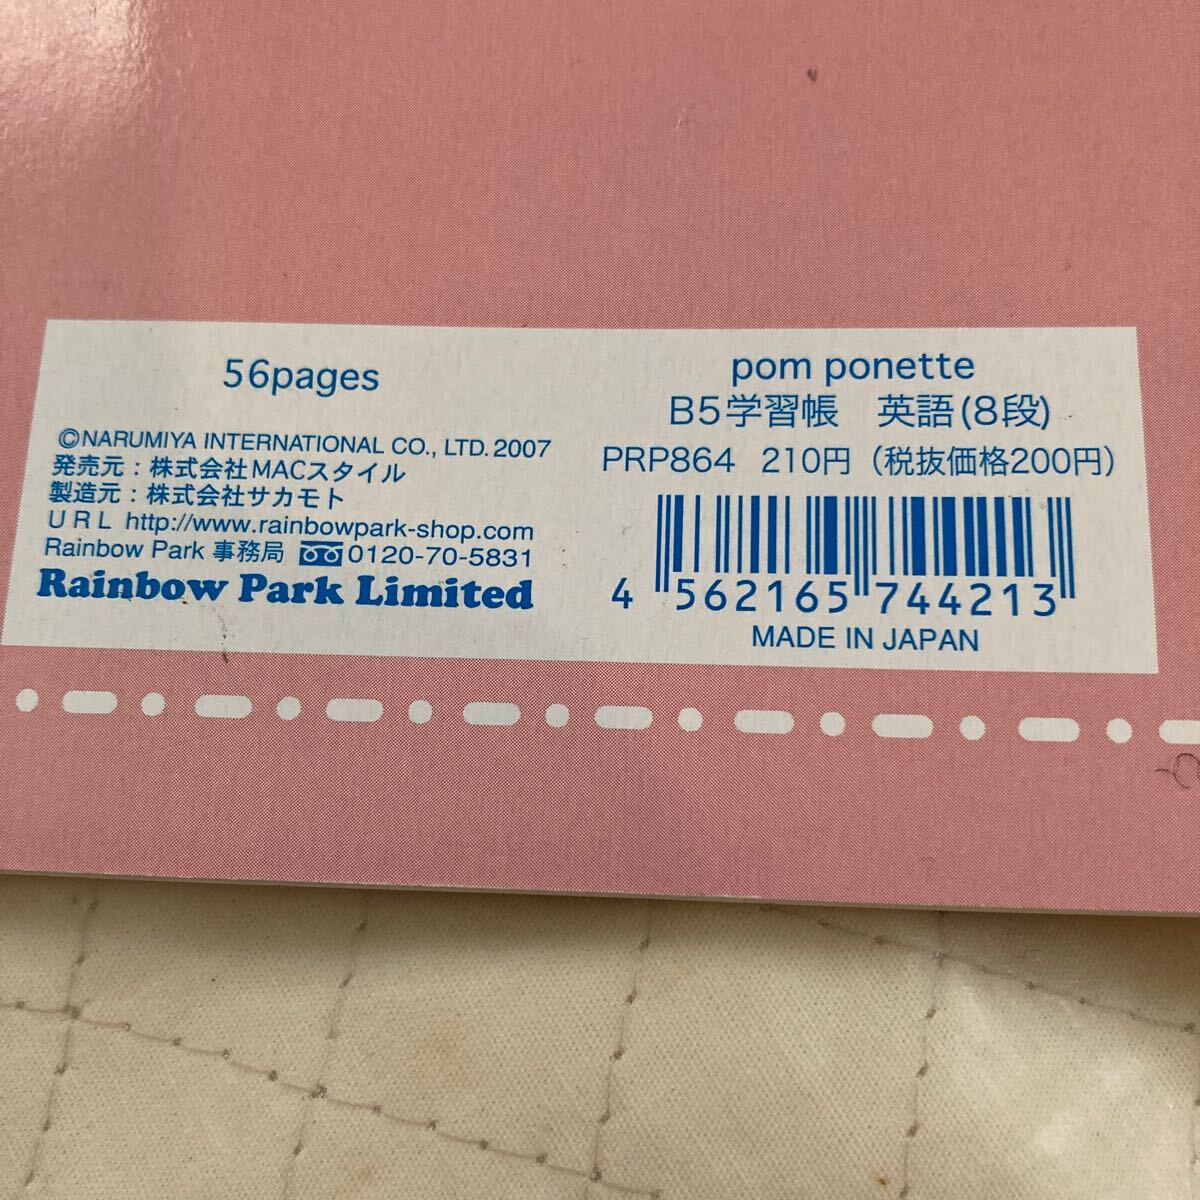 56pages
©NARUMIYA INTERNATIONAL CO., LTD. 2007
発売元：株式会社MACスタイル
製造元：株式会社サカモト
URL http://www.rainbowpark-shop.com
Rainbow Park 事務局 0120-70-5831
Rainbow Park Limited
pom ponette
B5学習帳　英語(8段)
PRP864 210円（税抜価格200円）
4 562165 744213
MADE IN JAPAN